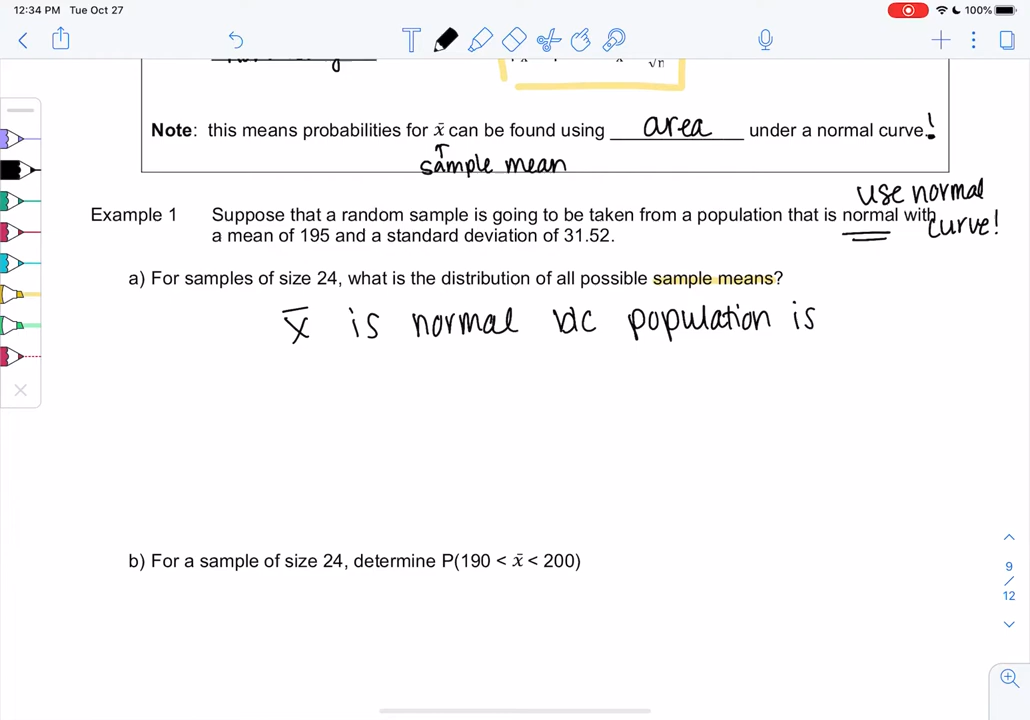 12:34 PM Tue Oct 27
100%
√n
Note: this means probabilities for x̄ can be found using area under a normal curve!
sample mean
use normal
curve!
Example 1 Suppose that a random sample is going to be taken from a population that is normal with
a mean of 195 and a standard deviation of 31.52.
a) For samples of size 24, what is the distribution of all possible sample means?
x̄ is normal b/c population is
b) For a sample of size 24, determine P(190 < x̄ < 200)
9
/
12